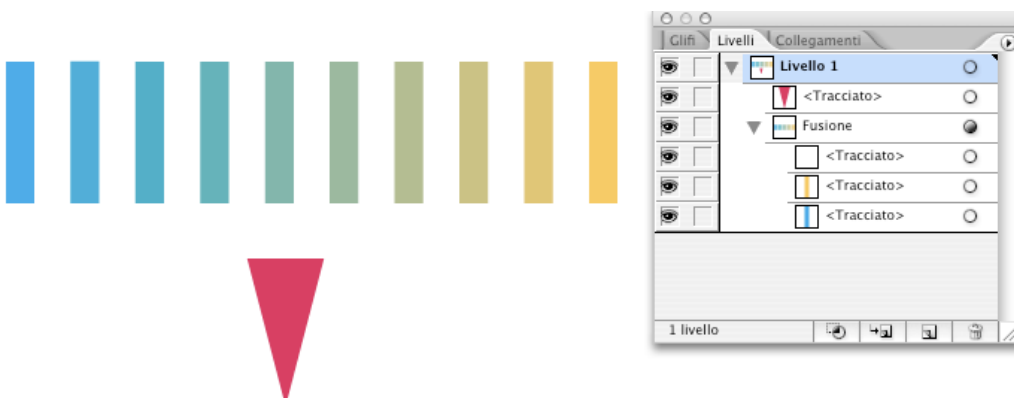 Glifi Livelli Collegamenti
Livello 1
<Tracciato>
Fusione
<Tracciato>
<Tracciato>
<Tracciato>
1 livello